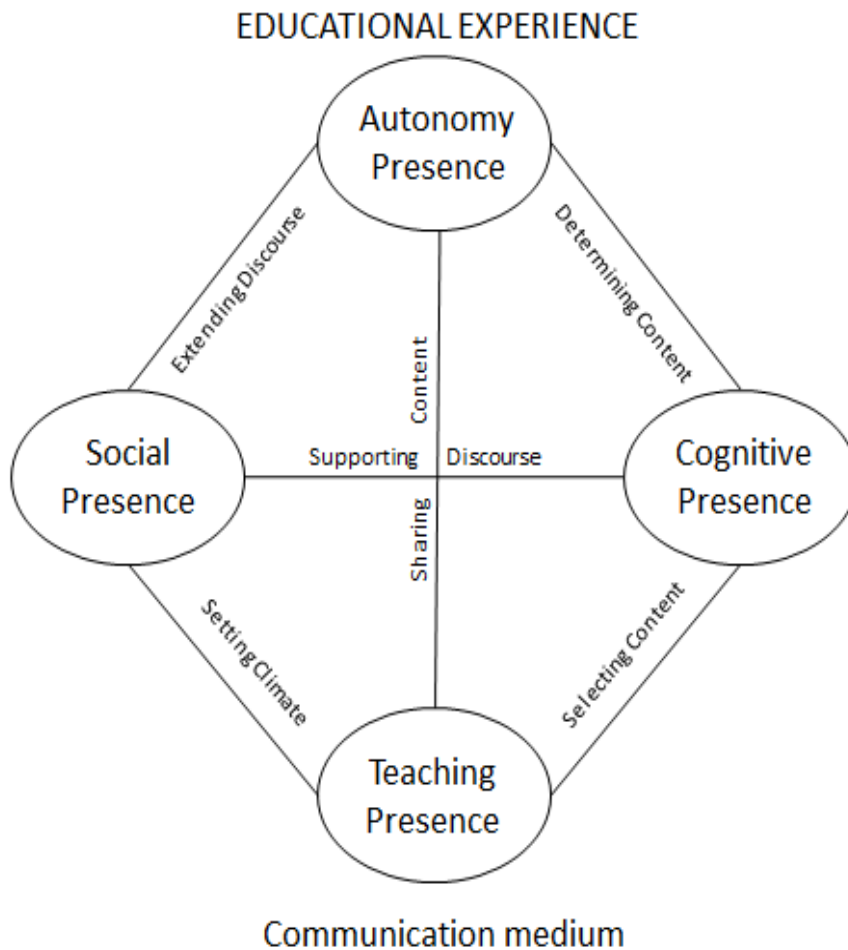 EDUCATIONAL EXPERIENCE
Autonomy
Presence
Extending Discourse
Determining Content
Content
Social
Presence
Supporting Discourse
Cognitive
Presence
Sharing
Setting Climate
Selecting Content
Teaching
Presence
Communication medium